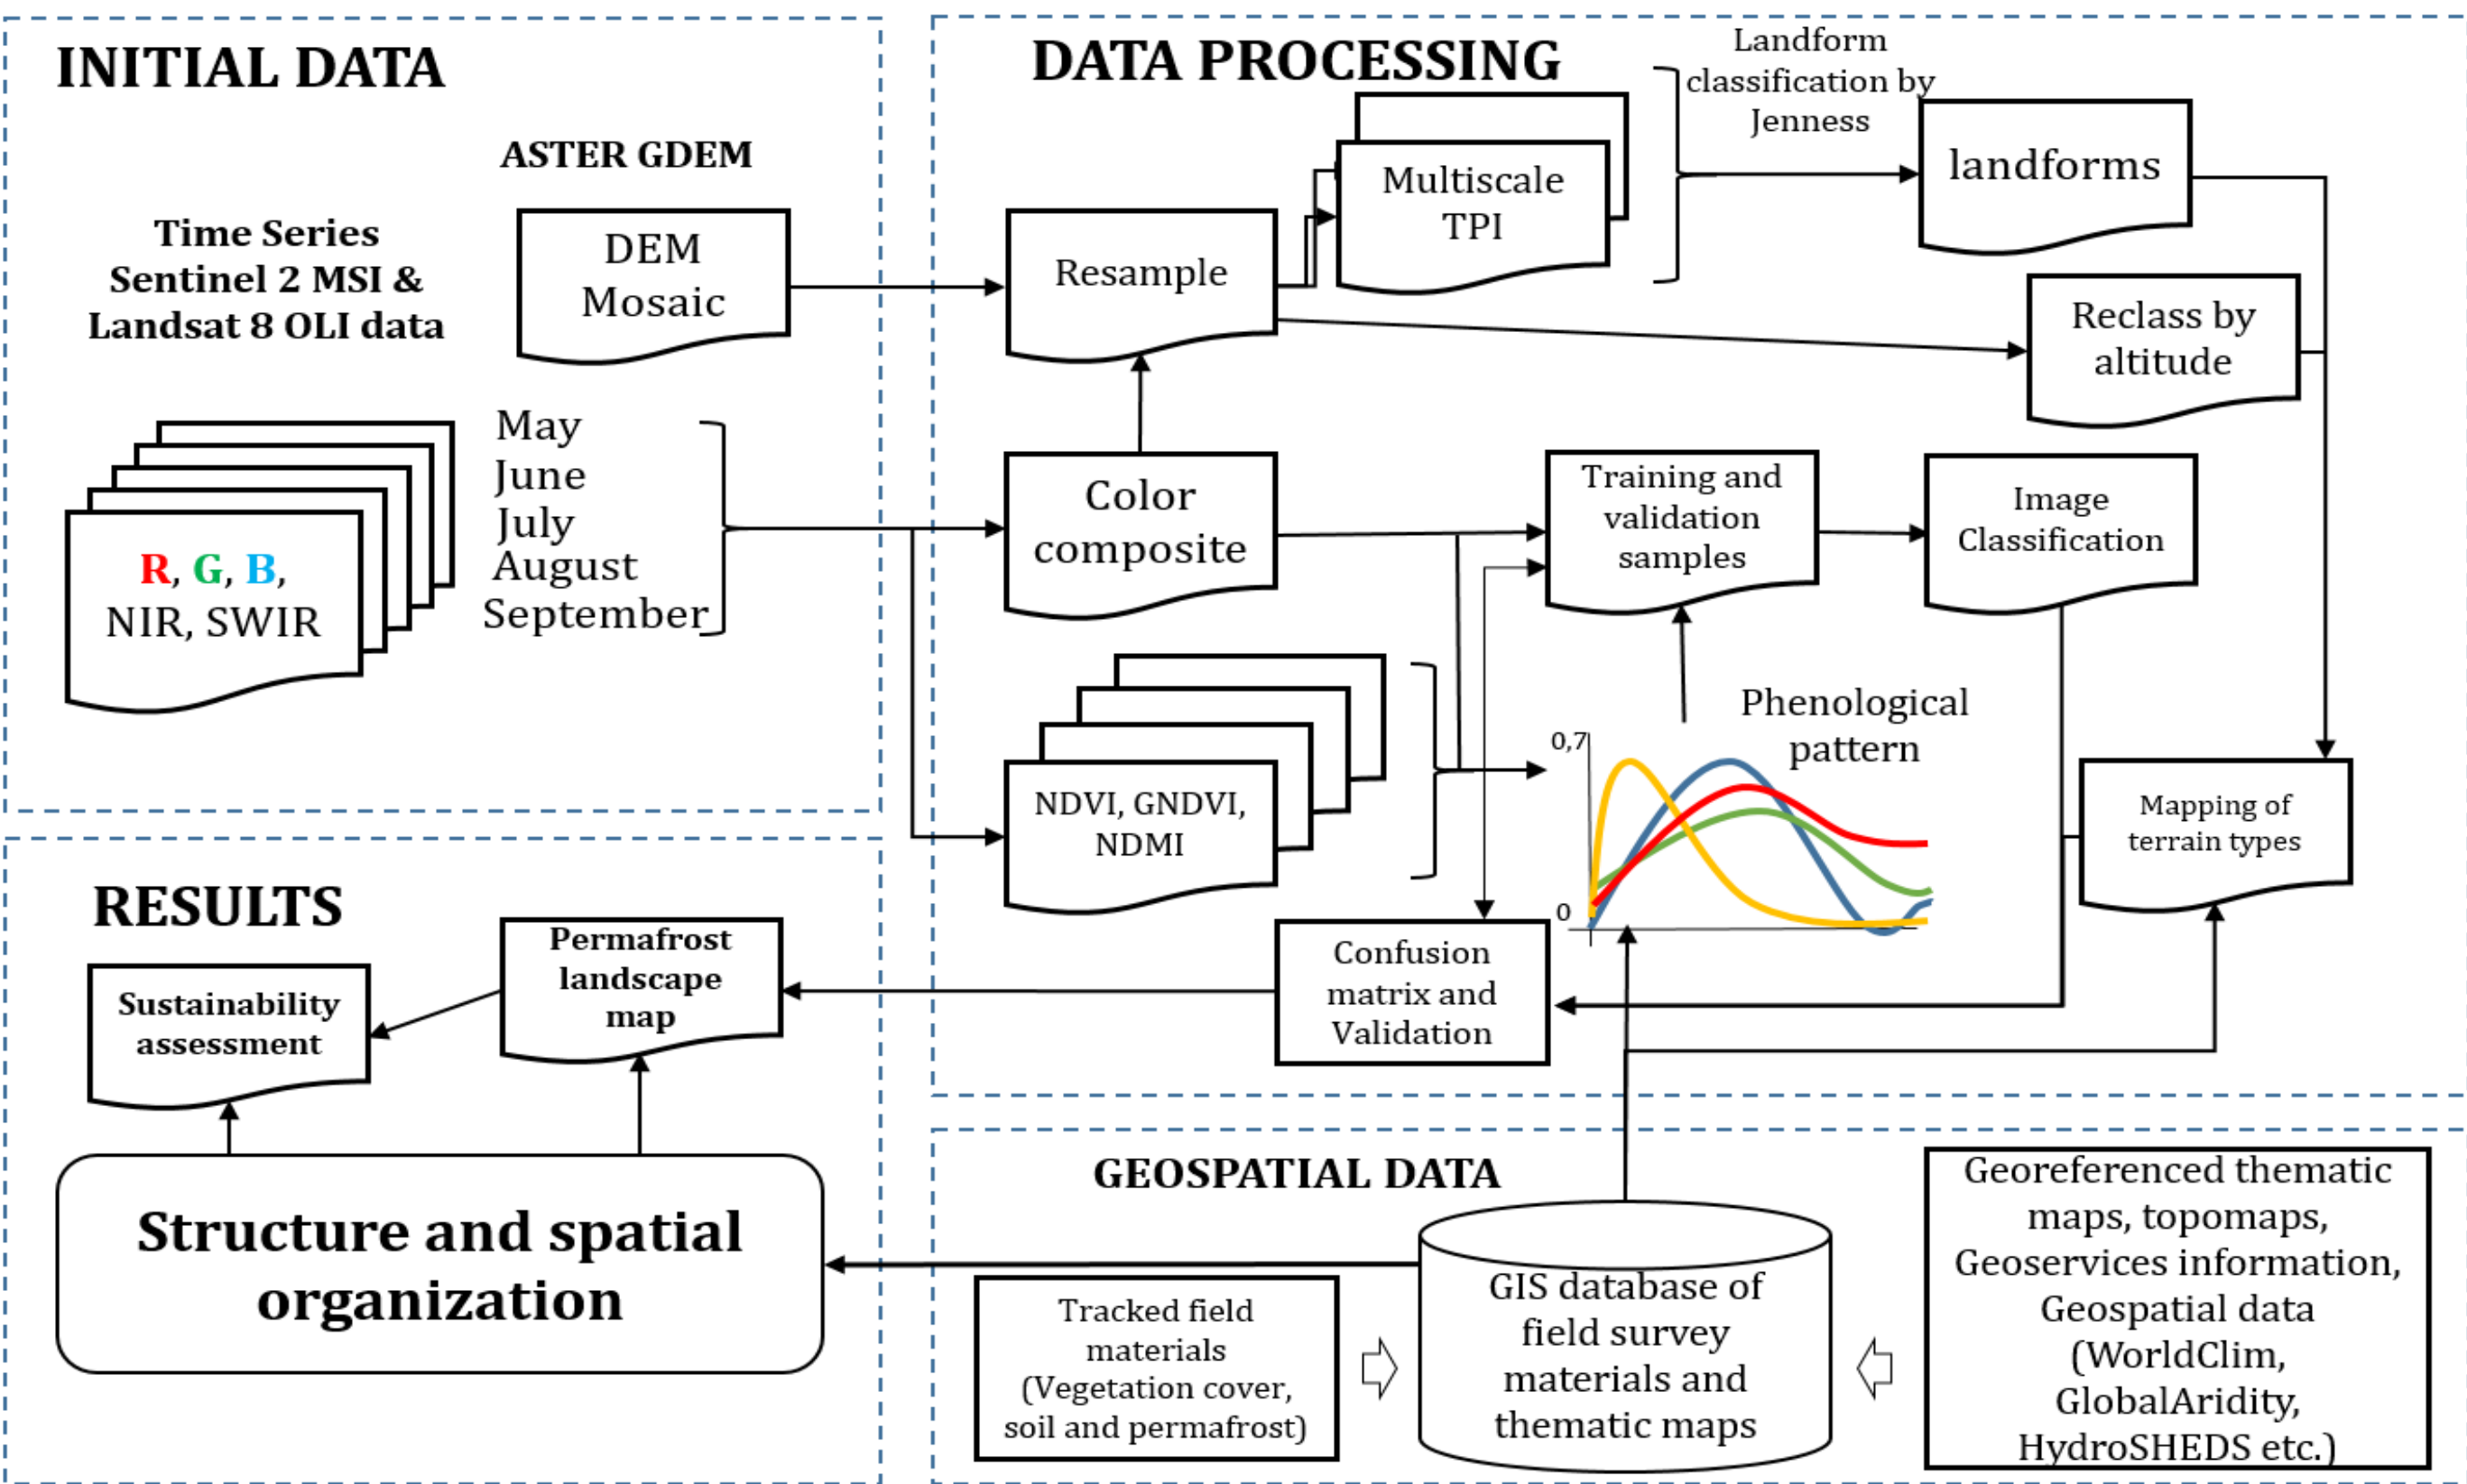 INITIAL DATA
ASTER GDEM
Time Series
Sentinel 2 MSI &
Landsat 8 OLI data
DEM
Mosaic
May
June
July
August
September
R, G, B,
NIR, SWIR
DATA PROCESSING
Landform
classification by
Jenness
Multiscale
TPI
landforms
Resample
Reclass by
altitude
Color
composite
Training and
validation
samples
Image
Classification
NDVI, GNDVI,
NDMI
Phenological
pattern
0,7
0
Mapping of
terrain types
Confusion
matrix and
Validation
RESULTS
Permafrost
landscape
map
Sustainability
assessment
Structure and spatial
organization
GEOSPATIAL DATA
Tracked field
materials
(Vegetation cover,
soil and permafrost)
GIS database of
field survey
materials and
thematic maps
Georeferenced thematic
maps, topomaps,
Geoservices information,
Geospatial data
(WorldClim,
GlobalAridity,
HydroSHEDS etc.)